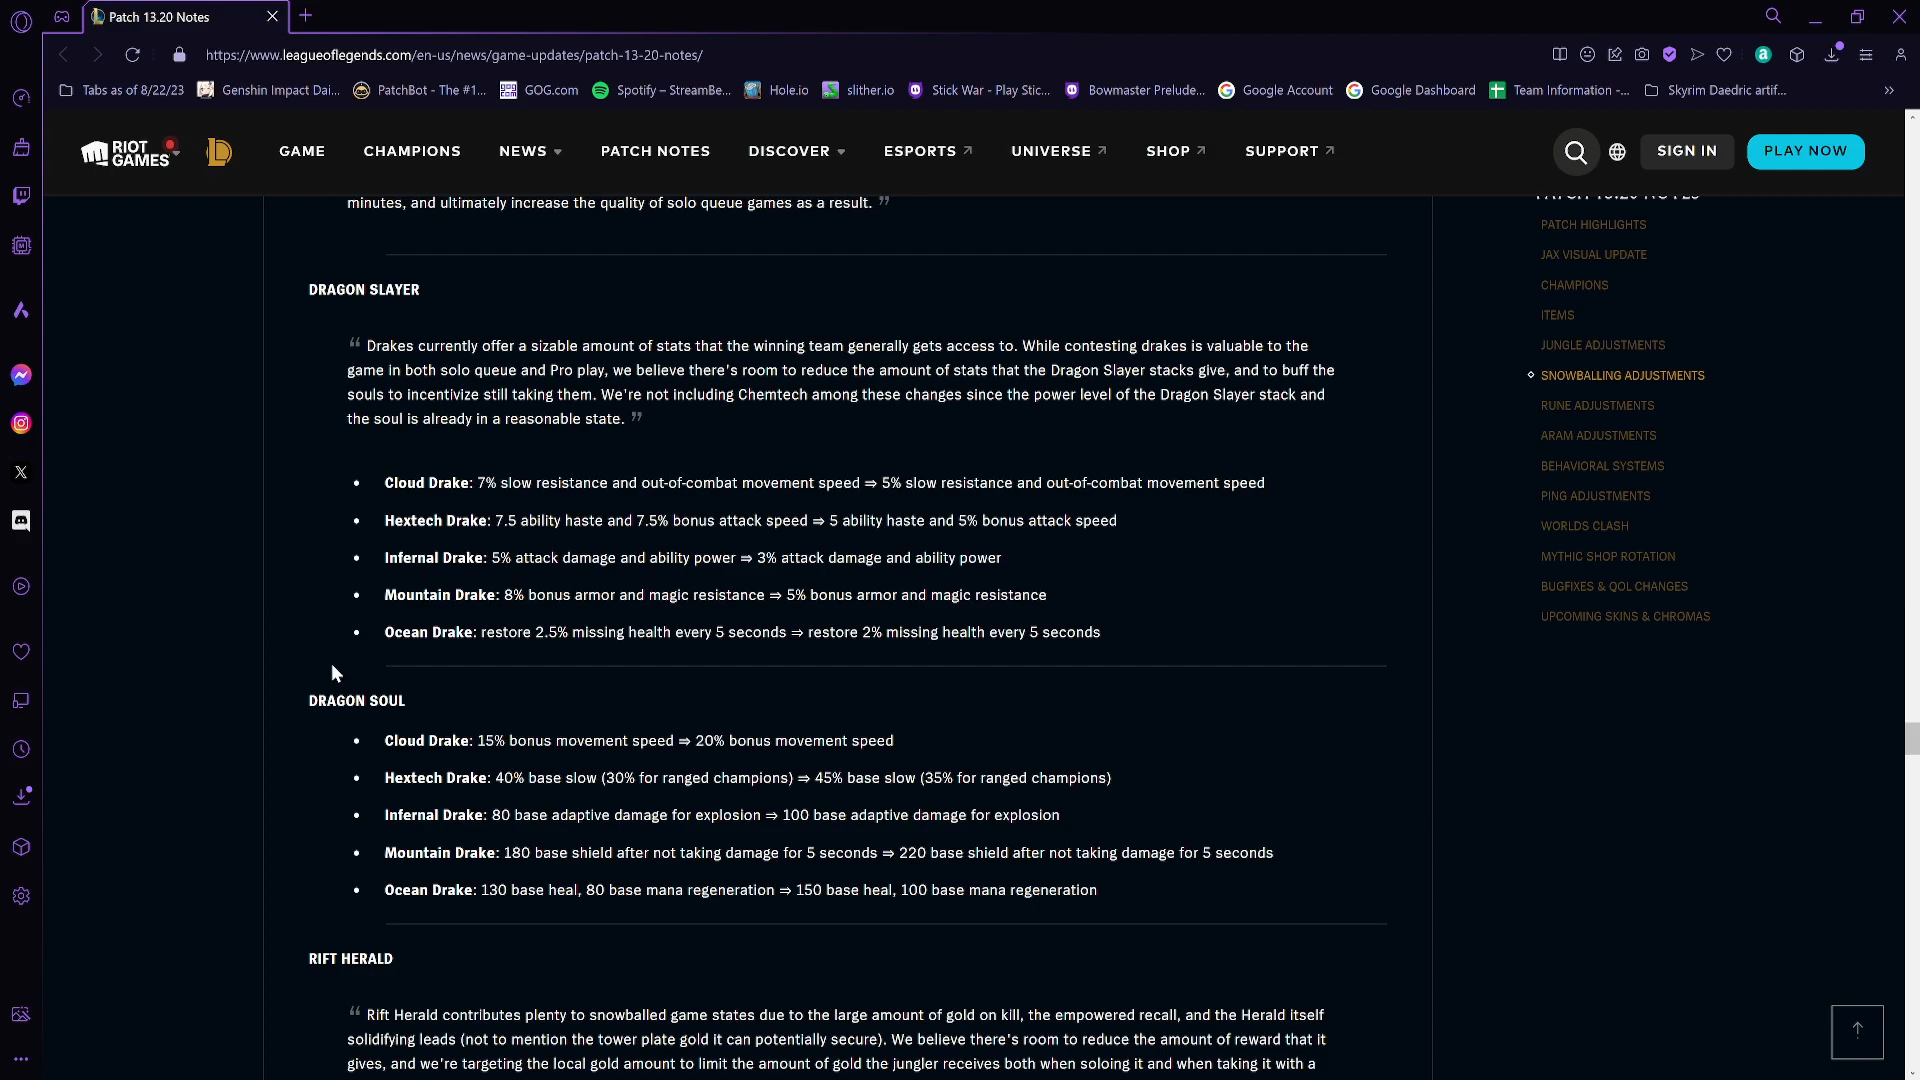 Patch 13.20 Notes
https://www.leagueoflegends.com/en-us/news/game-updates/patch-13-20-notes/
Tabs as of 8/22/23 Genshin Impact Dai... PatchBot - The #1... GOG.com Spotify – StreamBe... Hole.io slither.io Stick War - Play Stic... Bowmaster Prelude... Google Account Google Dashboard Team Information -... Skyrim Daedric artif... »
RIOT GAMES GAME CHAMPIONS NEWS PATCH NOTES DISCOVER ESPORTS UNIVERSE SHOP SUPPORT SIGN IN PLAY NOW
minutes, and ultimately increase the quality of solo queue games as a result. ”
DRAGON SLAYER
“ Drakes currently offer a sizable amount of stats that the winning team generally gets access to. While contesting drakes is valuable to the
game in both solo queue and Pro play, we believe there's room to reduce the amount of stats that the Dragon Slayer stacks give, and to buff the
souls to incentivize still taking them. We're not including Chemtech among these changes since the power level of the Dragon Slayer stack and
the soul is already in a reasonable state. ”
• Cloud Drake: 7% slow resistance and out-of-combat movement speed ⇒ 5% slow resistance and out-of-combat movement speed
• Hextech Drake: 7.5 ability haste and 7.5% bonus attack speed ⇒ 5 ability haste and 5% bonus attack speed
• Infernal Drake: 5% attack damage and ability power ⇒ 3% attack damage and ability power
• Mountain Drake: 8% bonus armor and magic resistance ⇒ 5% bonus armor and magic resistance
• Ocean Drake: restore 2.5% missing health every 5 seconds ⇒ restore 2% missing health every 5 seconds
DRAGON SOUL
• Cloud Drake: 15% bonus movement speed ⇒ 20% bonus movement speed
• Hextech Drake: 40% base slow (30% for ranged champions) ⇒ 45% base slow (35% for ranged champions)
• Infernal Drake: 80 base adaptive damage for explosion ⇒ 100 base adaptive damage for explosion
• Mountain Drake: 180 base shield after not taking damage for 5 seconds ⇒ 220 base shield after not taking damage for 5 seconds
• Ocean Drake: 130 base heal, 80 base mana regeneration ⇒ 150 base heal, 100 base mana regeneration
RIFT HERALD
“ Rift Herald contributes plenty to snowballed game states due to the large amount of gold on kill, the empowered recall, and the Herald itself
solidifying leads (not to mention the tower plate gold it can potentially secure). We believe there's room to reduce the amount of reward that it
gives, and we're targeting the local gold amount to limit the amount of gold the jungler receives both when soloing it and when taking it with a
PATCH 13.20 NOTES
PATCH HIGHLIGHTS
JAX VISUAL UPDATE
CHAMPIONS
ITEMS
JUNGLE ADJUSTMENTS
SNOWBALLING ADJUSTMENTS
RUNE ADJUSTMENTS
ARAM ADJUSTMENTS
BEHAVIORAL SYSTEMS
PING ADJUSTMENTS
WORLDS CLASH
MYTHIC SHOP ROTATION
BUGFIXES & QOL CHANGES
UPCOMING SKINS & CHROMAS